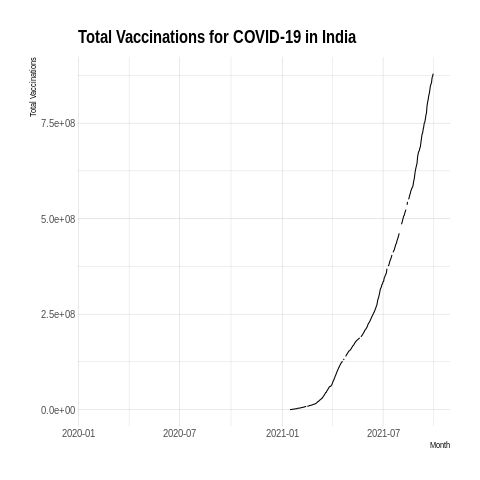 Total Vaccinations for COVID-19 in India
Total Vaccinations
7.5e+08
5.0e+08
2.5e+08
0.0e+00
2020-01 2020-07 2021-01 2021-07
Month